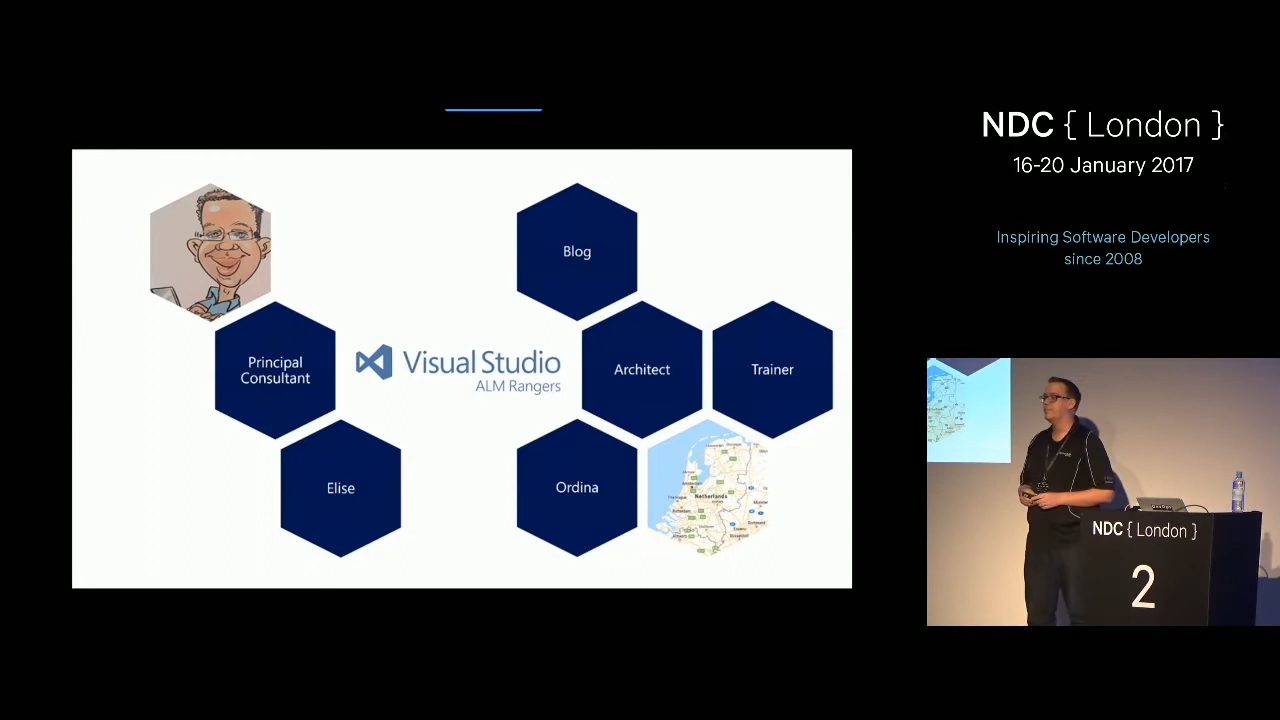 NDC { London }
16-20 January 2017
Inspiring Software Developers
since 2008
Blog
Principal
Consultant
Visual Studio
ALM Rangers
Architect
Trainer
Elise
Ordina
Netherlands
NDC { London }
2